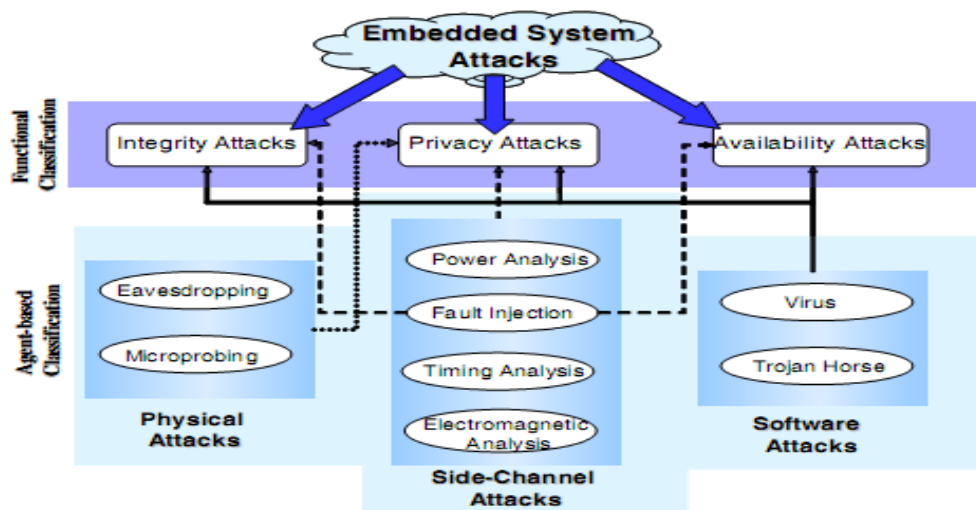 Embedded System
Attacks
Functional
Classification
Integrity Attacks
Privacy Attacks
Availability Attacks
Agent-based
Classification
Eavesdropping
Microprobing
Physical
Attacks
Power Analysis
Fault Injection
Timing Analysis
Electromagnetic
Analysis
Side-Channel
Attacks
Virus
Trojan Horse
Software
Attacks